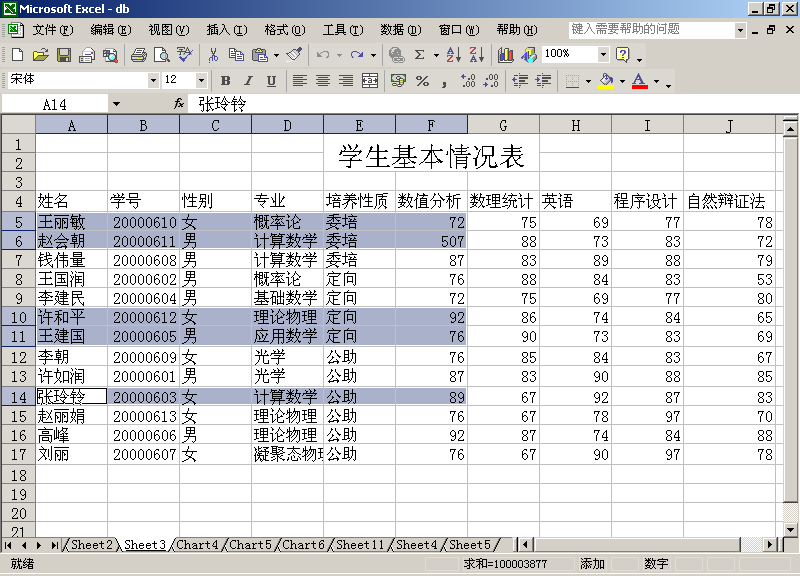 Microsoft Excel - db
文件(F) 编辑(E) 视图(V) 插入(I) 格式(O) 工具(T) 数据(D) 窗口(W) 帮助(H) 键入需要帮助的问题
100%
宋体 12 B I U
A14 fx 张玲铃
A B C D E F G H I J
1
2 学生基本情况表
3
4 姓名 学号 性别 专业 培养性质 数值分析 数理统计 英语 程序设计 自然辩证法
5 王丽敏 20000610 女 概率论 委培 72 75 69 77 78
6 赵会朝 20000611 男 计算数学 委培 507 88 73 83 72
7 钱伟量 20000608 男 计算数学 委培 87 83 89 88 79
8 王国润 20000602 男 概率论 定向 76 88 84 83 53
9 李建民 20000604 男 基础数学 定向 72 75 69 77 80
10 许和平 20000612 女 理论物理 定向 92 86 74 84 65
11 王建国 20000605 男 应用数学 定向 76 90 73 83 69
12 李朝 20000609 女 光学 公助 76 85 84 83 67
13 许如润 20000601 男 光学 公助 87 83 90 88 85
14 张玲铃 20000603 女 计算数学 公助 89 67 92 87 83
15 赵丽娟 20000613 女 理论物理 公助 76 67 78 97 70
16 高峰 20000606 男 理论物理 公助 92 87 74 84 88
17 刘丽 20000607 女 凝聚态物理 公助 76 67 90 97 78
18
19
20
21
Sheet2 Sheet3 Chart4 Chart5 Chart6 Sheet11 Sheet4 Sheet5
就绪 求和=100003877 添加 数字